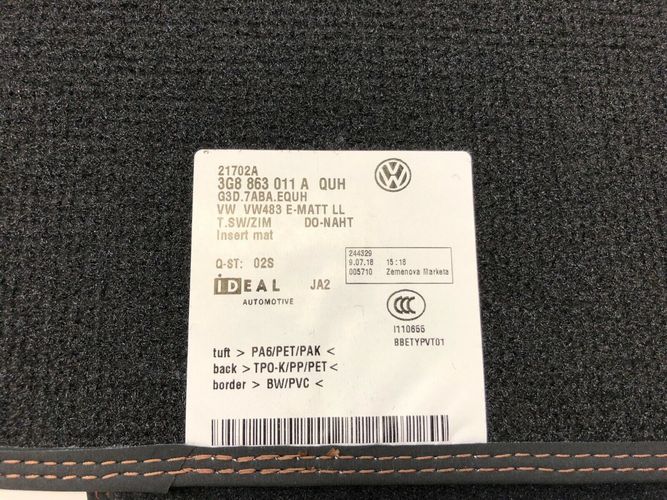 21702A
3G8 863 011 A QUH
G3D.7ABA.EQUH
VW VW483 E-MATT LL
T.SW/ZIM DO-NAHT
Insert mat
Q-ST: 02S
244329
9.07.18 15:18
005710 Zemenova Marketa
iDEAL JA2
AUTOMOTIVE
CCC
I110655
BBETYPVT01
tuft > PA6/PET/PAK <
back > TPO-K/PP/PET <
border > BW/PVC <